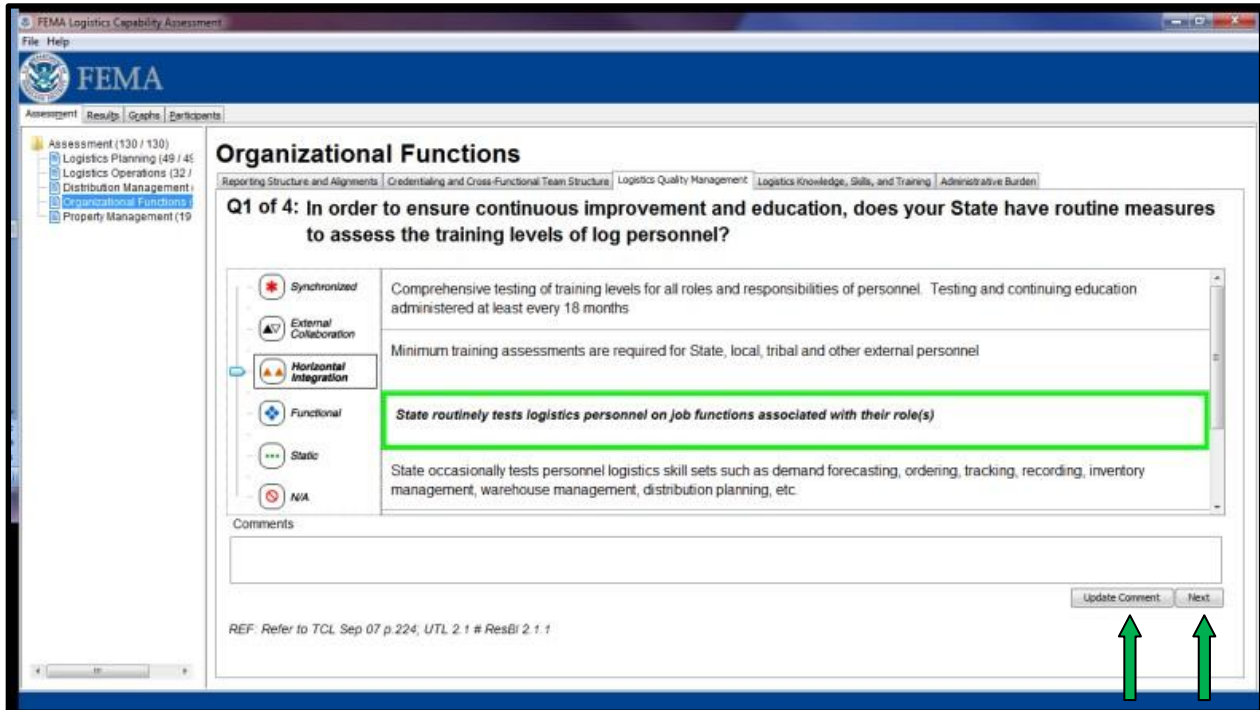 FEMA Logistics Capability Assessment
File Help
FEMA
Assessment Results Graphs Participants
Assessment (130 / 130)
Logistics Planning (49 / 49
Logistics Operations (32 /
Distribution Management
Organizational Functions (
Property Management (19
Organizational Functions
Reporting Structure and Alignments Credentialing and Cross-Functional Team Structure Logistics Quality Management Logistics Knowledge, Skills, and Training Administrative Burden
Q1 of 4: In order to ensure continuous improvement and education, does your State have routine measures
to assess the training levels of log personnel?
Synchronized
External
Collaboration
Horizontal
Integration
Functional
Static
N/A
Comprehensive testing of training levels for all roles and responsibilities of personnel. Testing and continuing education
administered at least every 18 months
Minimum training assessments are required for State, local, tribal and other external personnel
State routinely tests logistics personnel on job functions associated with their role(s)
State occasionally tests personnel logistics skill sets such as demand forecasting, ordering, tracking, recording, inventory
management, warehouse management, distribution planning, etc.
Comments
Update Comment Next
REF: Refer to TCL Sep 07 p.224; UTL 2.1 # ResBl 2.1.1